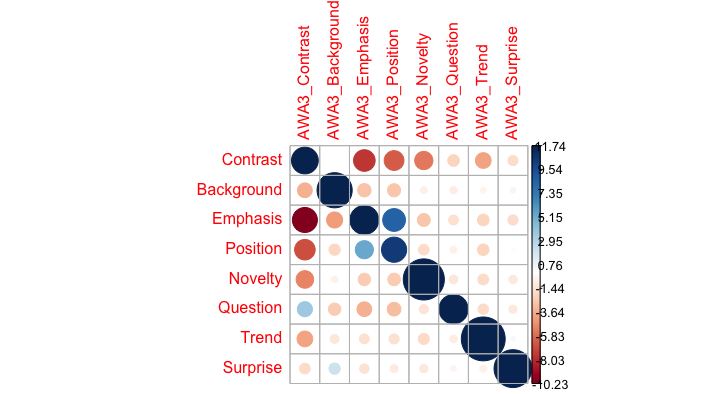 AWA3_Contrast
AWA3_Background
AWA3_Emphasis
AWA3_Position
AWA3_Novelty
AWA3_Question
AWA3_Trend
AWA3_Surprise
Contrast
Background
Emphasis
Position
Novelty
Question
Trend
Surprise
11.74
9.54
7.35
5.15
2.95
0.76
-1.44
-3.64
-5.83
-8.03
-10.23